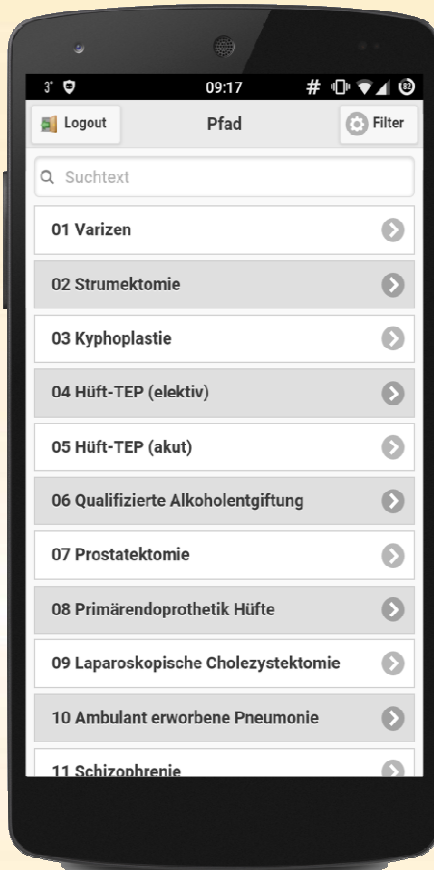 3° 09:17 # 82
Logout Pfad Filter
Suchtext
01 Varizen
02 Strumektomie
03 Kyphoplastie
04 Hüft-TEP (elektiv)
05 Hüft-TEP (akut)
06 Qualifizierte Alkoholentgiftung
07 Prostatektomie
08 Primärendoprothetik Hüfte
09 Laparoskopische Cholezystektomie
10 Ambulant erworbene Pneumonie
11 Schizophrenie